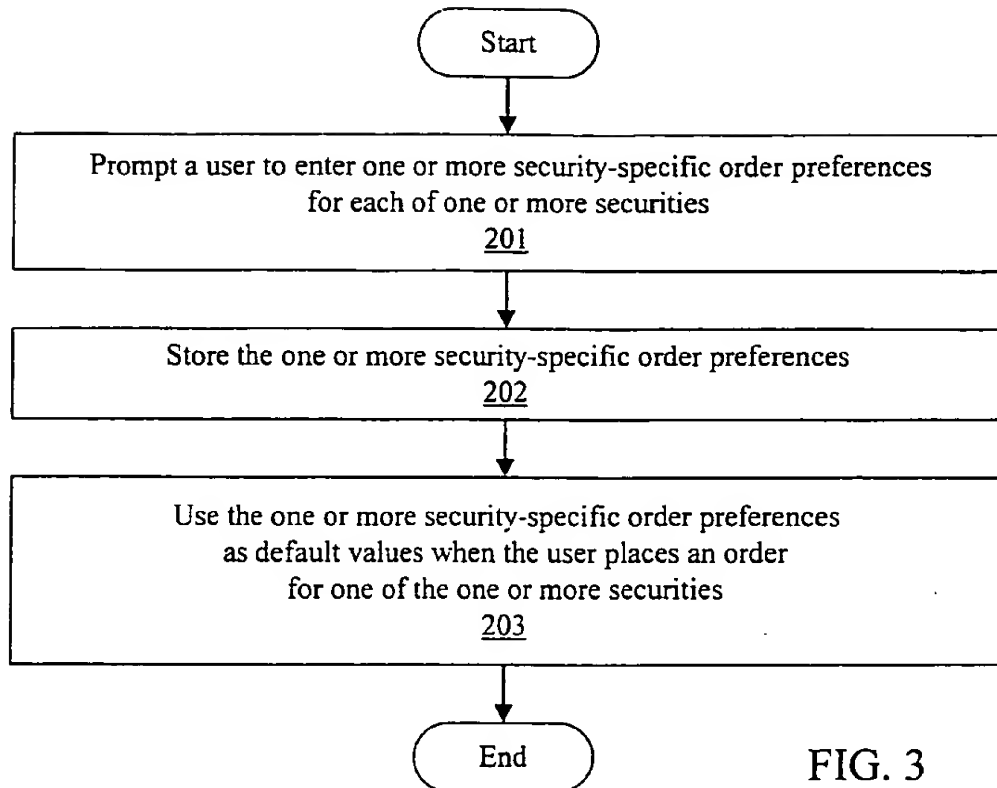 Start
Prompt a user to enter one or more security-specific order preferences
for each of one or more securities
201
Store the one or more security-specific order preferences
202
Use the one or more security-specific order preferences
as default values when the user places an order
for one of the one or more securities
203
End
FIG. 3